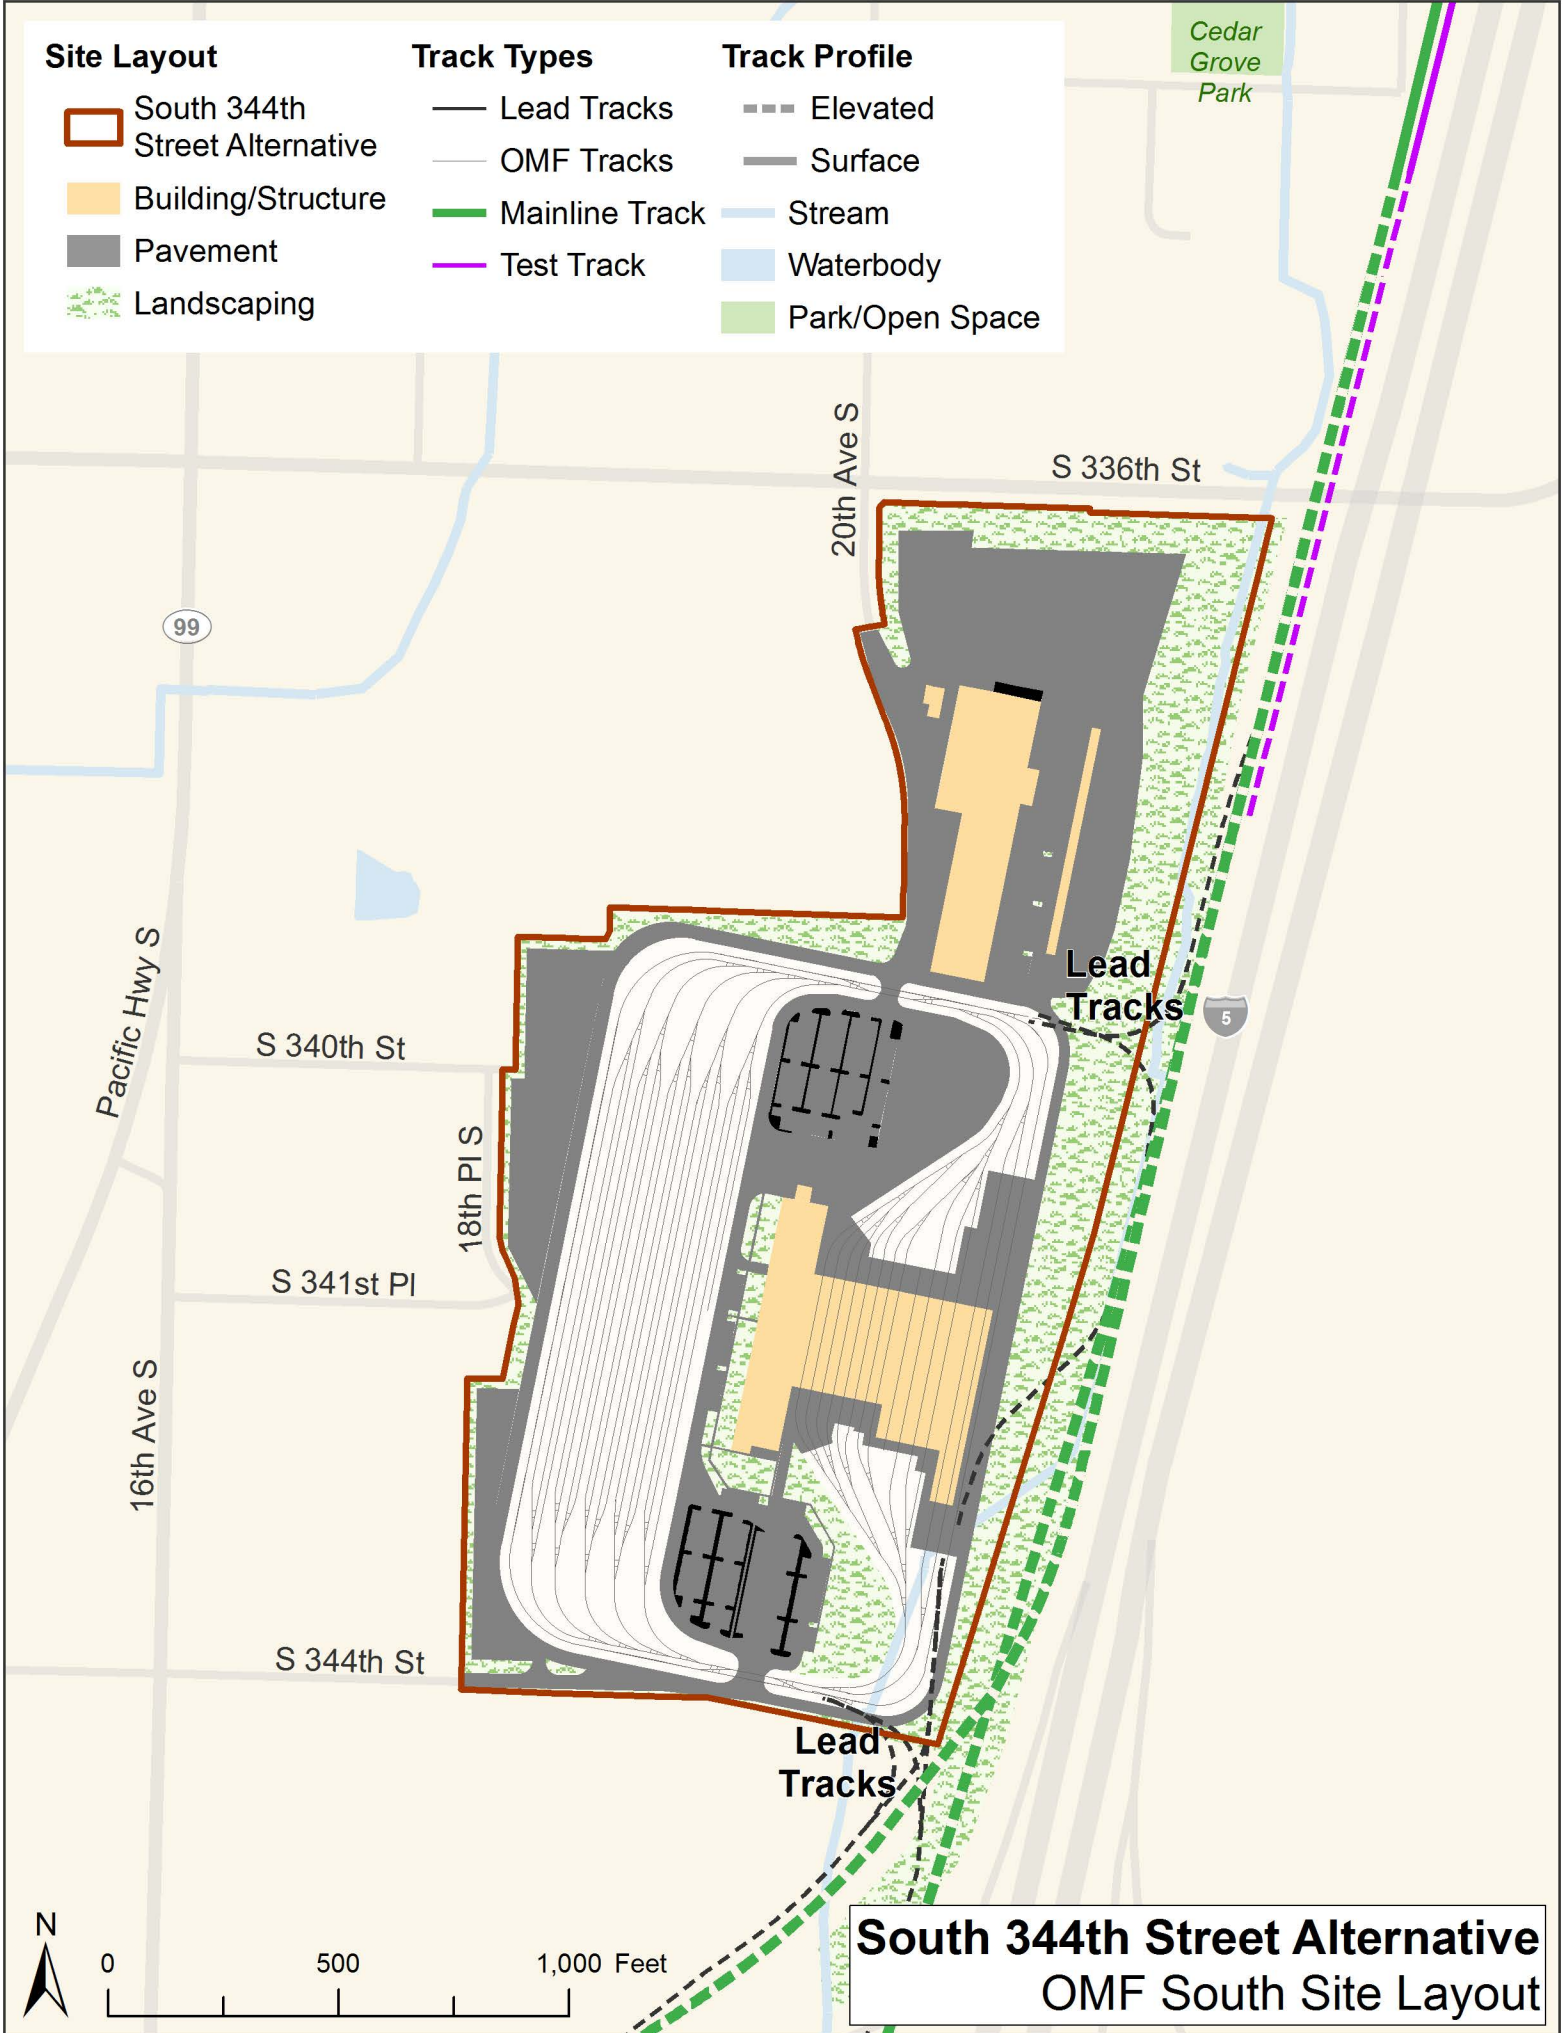 Site Layout
South 344th
Street Alternative
Building/Structure
Pavement
Landscaping
Track Types
Lead Tracks
OMF Tracks
Mainline Track
Test Track
Track Profile
Elevated
Surface
Stream
Waterbody
Park/Open Space
Cedar
Grove
Park
20th Ave S
S 336th St
99
Pacific Hwy S
Lead
Tracks
5
S 340th St
18th Pl S
S 341st Pl
16th Ave S
S 344th St
Lead
Tracks
N
0 500 1,000 Feet
South 344th Street Alternative
OMF South Site Layout